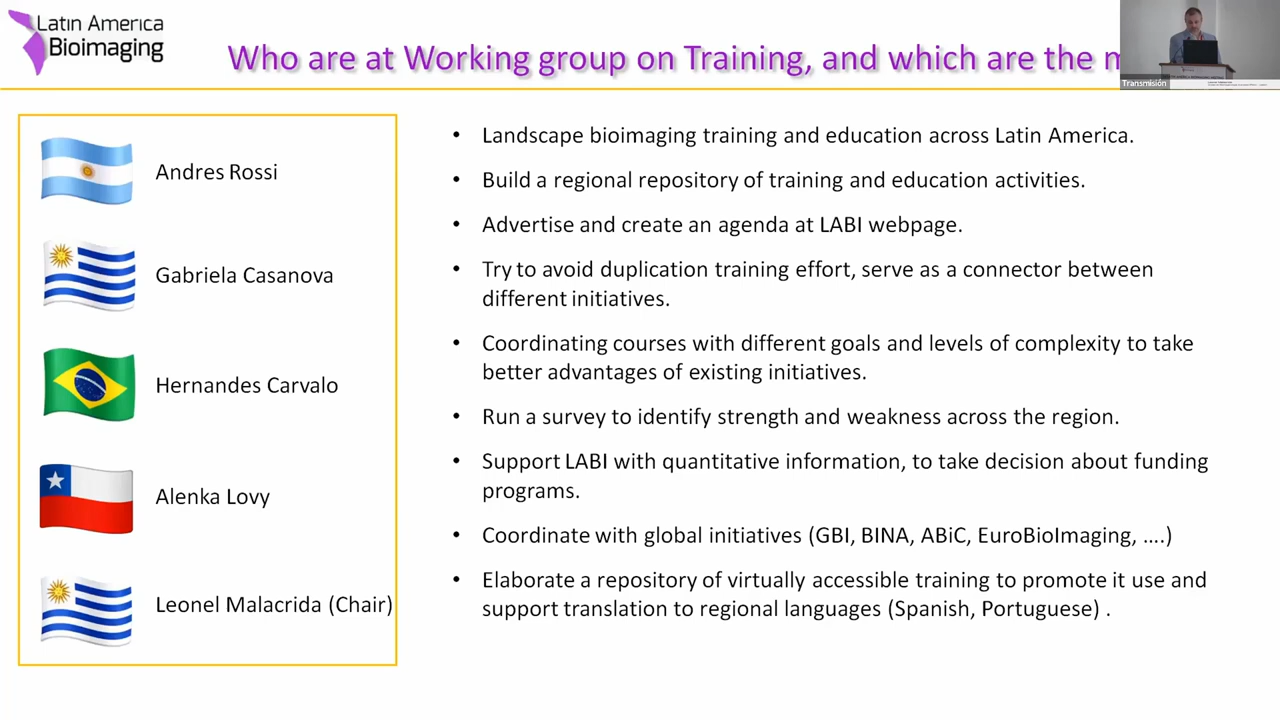 Latin America
Bioimaging
Who are at Working group on Training, and which are the m
Transmisión
Andres Rossi
Gabriela Casanova
Hernandes Carvalo
Alenka Lovy
Leonel Malacrida (Chair)
• Landscape bioimaging training and education across Latin America.
• Build a regional repository of training and education activities.
• Advertise and create an agenda at LABI webpage.
• Try to avoid duplication training effort, serve as a connector between
different initiatives.
• Coordinating courses with different goals and levels of complexity to take
better advantages of existing initiatives.
• Run a survey to identify strength and weakness across the region.
• Support LABI with quantitative information, to take decision about funding
programs.
• Coordinate with global initiatives (GBI, BINA, ABiC, EuroBioImaging, ....)
• Elaborate a repository of virtually accessible training to promote it use and
support translation to regional languages (Spanish, Portuguese) .